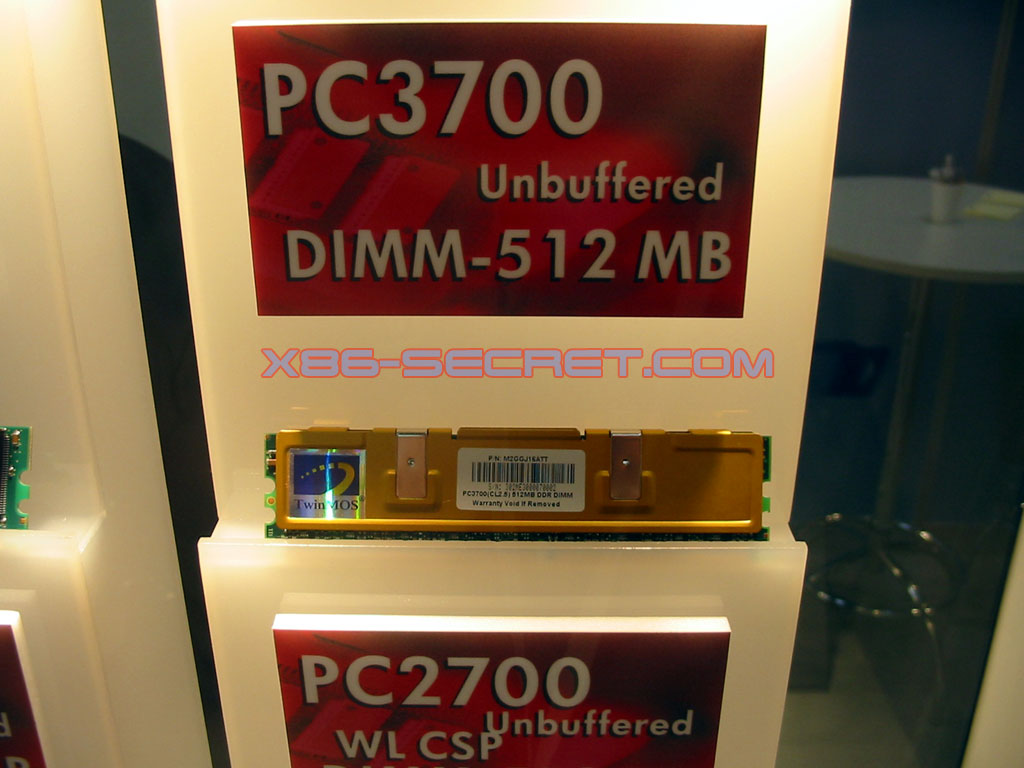 PC3700
Unbuffered
DIMM-512 MB
X86-SECRET.COM
TwinMOS
P/N: M2GGJ16ATT
PC3700(CL2.5) 512MB DDR DIMM
Warranty Void If Removed
PC2700
Unbuffered
WL CSP